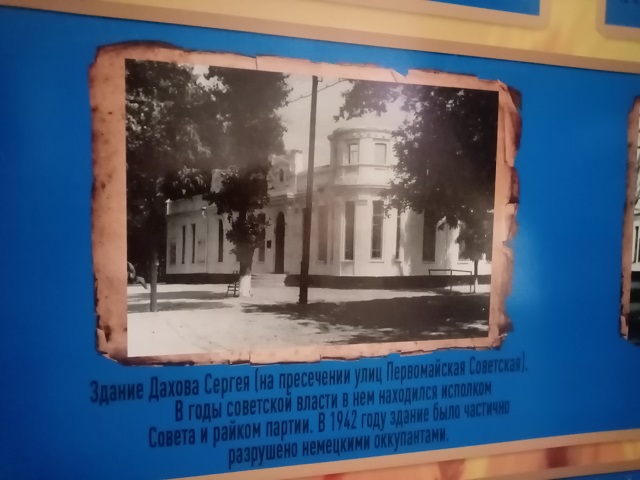 Здание Дахова Сергея (на пресечении улиц Первомайская Советская).
В годы советской власти в нем находился исполком
Совета и райком партии. В 1942 году здание было частично
разрушено немецкими оккупантами.